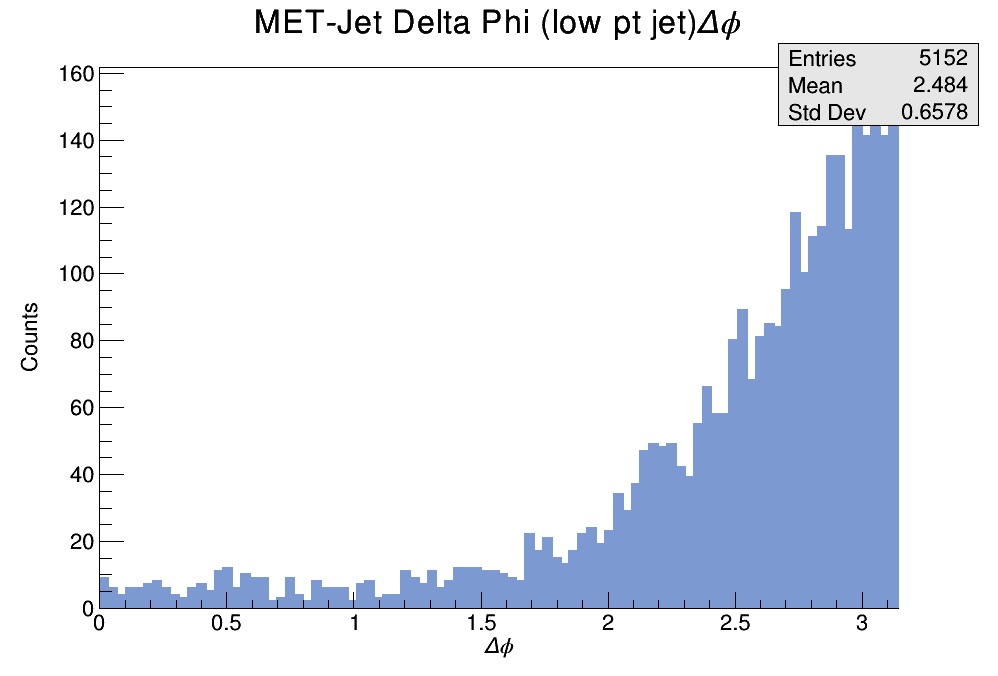 MET-Jet Delta Phi (low pt jet)Δϕ
Entries 5152
Mean 2.484
Std Dev 0.6578
160
140
120
100
80
60
40
20
0
Counts
0 0.5 1 1.5 2 2.5 3
Δϕ